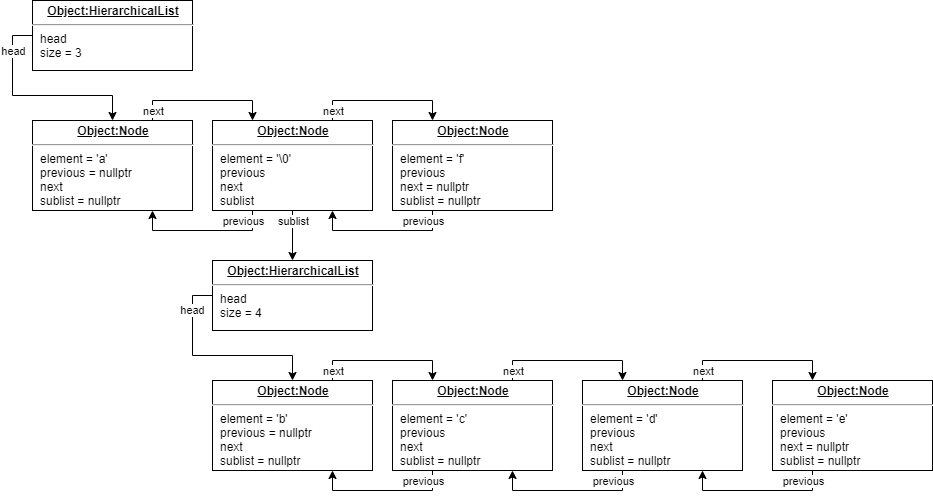 Object:HierarchicalList
head
size = 3
head
next
next
Object:Node
element = 'a'
previous = nullptr
next
sublist = nullptr
Object:Node
element = '\0'
previous
next
sublist
Object:Node
element = 'f'
previous
next = nullptr
sublist = nullptr
previous
sublist
previous
Object:HierarchicalList
head
size = 4
head
next
next
next
Object:Node
element = 'b'
previous = nullptr
next
sublist = nullptr
Object:Node
element = 'c'
previous
next
sublist = nullptr
Object:Node
element = 'd'
previous
next
sublist = nullptr
Object:Node
element = 'e'
previous
next = nullptr
sublist = nullptr
previous
previous
previous